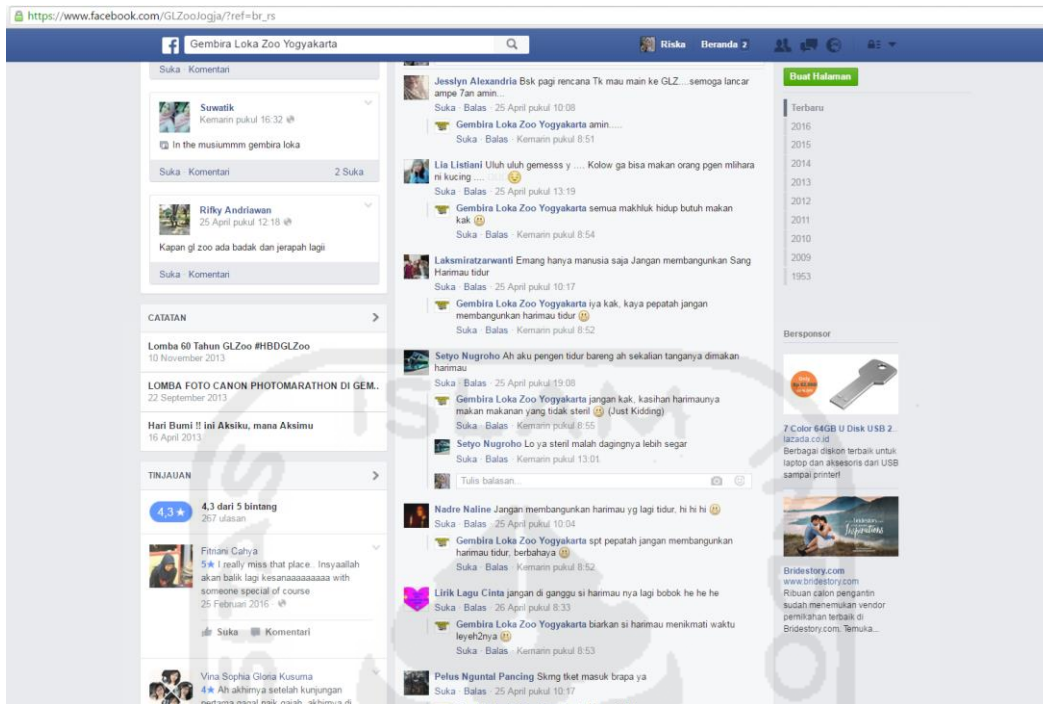 https://www.facebook.com/GLZooJogja/?ref=br_rs
Gembira Loka Zoo Yogyakarta
Riska Beranda 2
Suka · Komentari
Suwatik
Kemarin pukul 16:32
In the musiummm gembira loka
Suka · Komentari 2 Suka
Rifky Andriawan
25 April pukul 12:18
Kapan gl zoo ada badak dan jerapah lagii
Suka · Komentari
CATATAN
Lomba 60 Tahun GLZoo #HBDGLZoo
10 November 2013
LOMBA FOTO CANON PHOTOMARATHON DI GEM..
22 September 2013
Hari Bumi !! ini Aksiku, mana Aksimu
16 April 2013
TINJAUAN
4,3★
4,3 dari 5 bintang
267 ulasan
Fitriani Cahya
5★ I really miss that place.. Insyaallah
akan balik lagi kesanaaaaaaaaa with
someone special of course
25 Februari 2016
Suka Komentari
Vina Sophia Gloria Kusuma
4★ Ah akhirnya setelah kunjungan
pertama gagal naik gajah, akhirnya di
Jesslyn Alexandria Bsk pagi rencana Tk mau main ke GLZ....semoga lancar
ampe 7an amin...
Suka · Balas · 25 April pukul 10:08
Gembira Loka Zoo Yogyakarta amin.....
Suka · Balas · Kemarin pukul 8:51
Lia Listiani Uluh uluh gemesss y .... Kolow ga bisa makan orang pgen mlihara
ni kucing ....
Suka · Balas · 25 April pukul 13:19
Gembira Loka Zoo Yogyakarta semua makhluk hidup butuh makan
kak
Suka · Balas · Kemarin pukul 8:54
Laksmiratzarwanti Emang hanya manusia saja Jangan membangunkan Sang
Harimau tidur
Suka · Balas · 25 April pukul 10:17
Gembira Loka Zoo Yogyakarta iya kak, kaya pepatah jangan
membangunkan harimau tidur
Suka · Balas · Kemarin pukul 8:52
Setyo Nugroho Ah aku pengen tidur bareng ah sekalian tanganya dimakan
harimau
Suka · Balas · 25 April pukul 19:08
Gembira Loka Zoo Yogyakarta jangan kak, kasihan harimaunya
makan makanan yang tidak steril (Just Kidding)
Suka · Balas · Kemarin pukul 8:55
Setyo Nugroho Lo ya steril malah dagingnya lebih segar
Suka · Balas · Kemarin pukul 13:01
Tulis balasan...
Nadre Naline Jangan membangunkan harimau yg lagi tidur, hi hi hi
Suka · Balas · 25 April pukul 10:04
Gembira Loka Zoo Yogyakarta spt pepatah jangan membangunkan
harimau tidur, berbahaya
Suka · Balas · Kemarin pukul 8:52
Lirik Lagu Cinta jangan di ganggu si harimau nya lagi bobok he he he
Suka · Balas · 26 April pukul 8:33
Gembira Loka Zoo Yogyakarta biarkan si harimau menikmati waktu
leyeh2nya
Suka · Balas · Kemarin pukul 8:53
Pelus Nguntal Pancing Skrng tket masuk brapa ya
Suka · Balas · 25 April pukul 10:17
Buat Halaman
Terbaru
2016
2015
2014
2013
2012
2011
2010
2009
1953
Bersponsor
7 Color 64GB U Disk USB 2..
lazada.co.id
Berbagai diskon terbaik untuk
laptop dan aksesoris dari USB
sampai printer!
Inspirations
Bridestory.com
www.bridestory.com
Ribuan calon pengantin
sudah menemukan vendor
pernikahan terbaik di
Bridestory.com. Temuka...
ISLAM